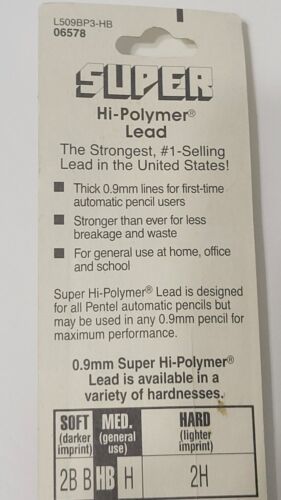 L509BP3-HB
06578
SUPER
Hi-Polymer®
Lead
The Strongest, #1-Selling
Lead in the United States!
■ Thick 0.9mm lines for first-time
automatic pencil users
■ Stronger than ever for less
breakage and waste
■ For general use at home, office
and school
Super Hi-Polymer® Lead is designed
for all Pentel automatic pencils but
may be used in any 0.9mm pencil for
maximum performance.
0.9mm Super Hi-Polymer®
Lead is available in a
variety of hardnesses.
SOFT MED. HARD
(darker (general (lighter
imprint) use) imprint)
2B B HB H 2H